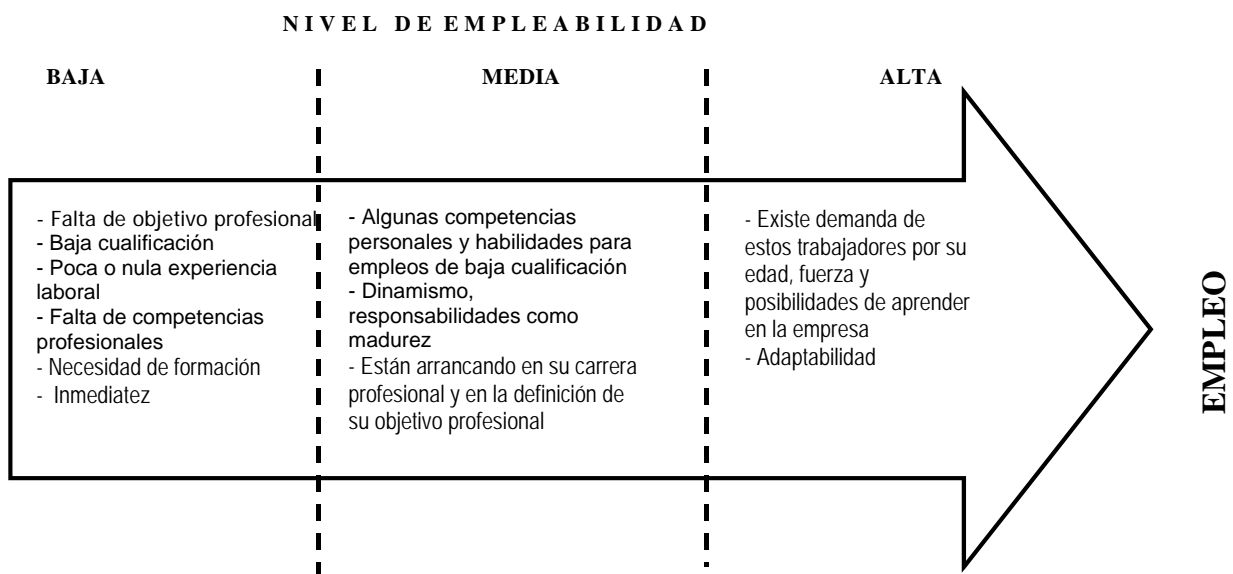 NIVEL DE EMPLEABILIDAD
BAJA
MEDIA
ALTA
- Falta de objetivo profesional
- Baja cualificación
- Poca o nula experiencia
laboral
- Falta de competencias
profesionales
- Necesidad de formación
- Inmediatez
- Algunas competencias
personales y habilidades para
empleos de baja cualificación
- Dinamismo,
responsabilidades como
madurez
- Están arrancando en su carrera
profesional y en la definición de
su objetivo profesional
- Existe demanda de
estos trabajadores por su
edad, fuerza y
posibilidades de aprender
en la empresa
- Adaptabilidad
EMPLEO